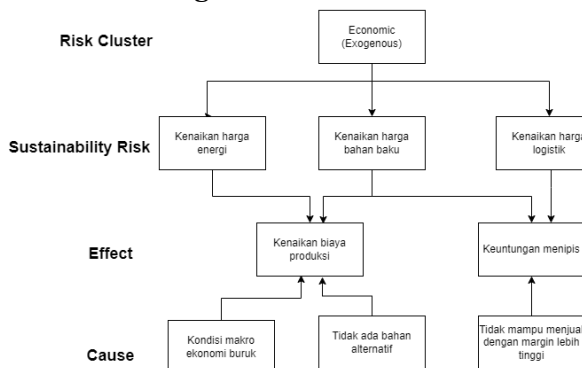 Risk Cluster
Economic
(Exogenous)
Sustainability Risk
Kenaikan harga
energi
Kenaikan harga
bahan baku
Kenaikan harga
logistik
Effect
Kenaikan biaya
produksi
Keuntungan menipis
Cause
Kondisi makro
ekonomi buruk
Tidak ada bahan
alternatif
Tidak mampu menjual
dengan margin lebih
tinggi